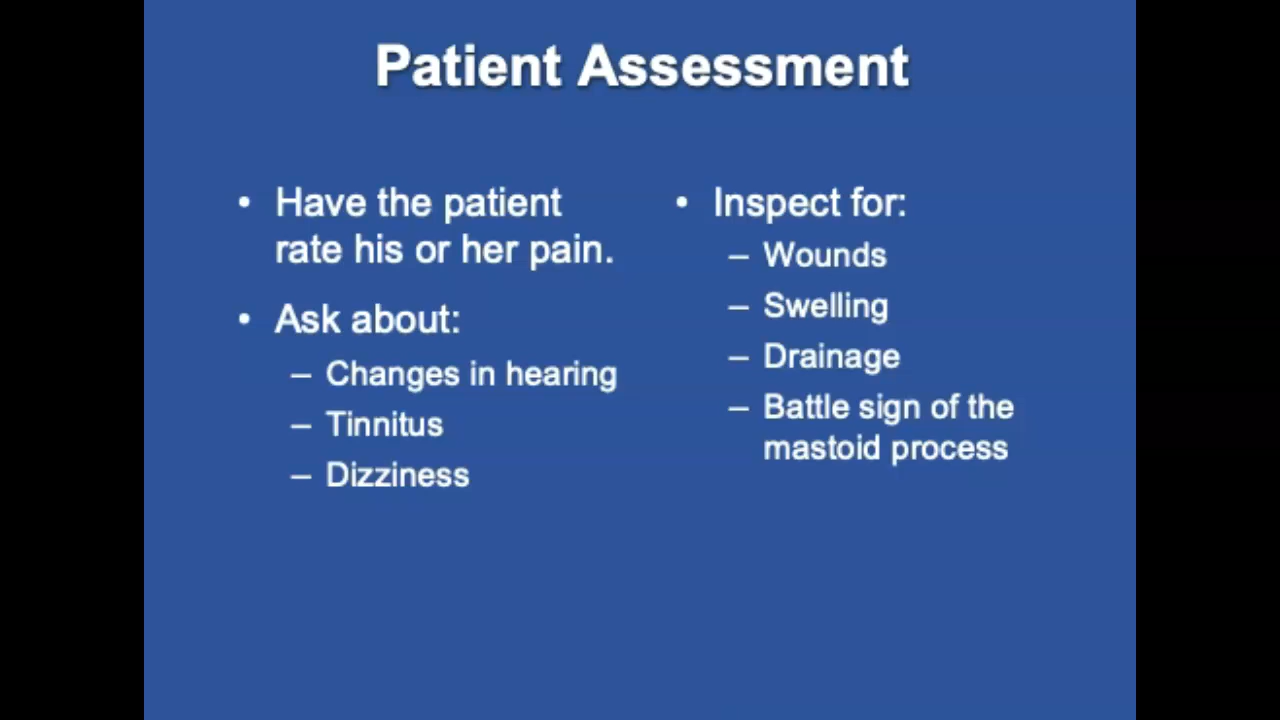 Patient Assessment
• Have the patient
rate his or her pain.
• Ask about:
– Changes in hearing
– Tinnitus
– Dizziness
• Inspect for:
– Wounds
– Swelling
– Drainage
– Battle sign of the
mastoid process